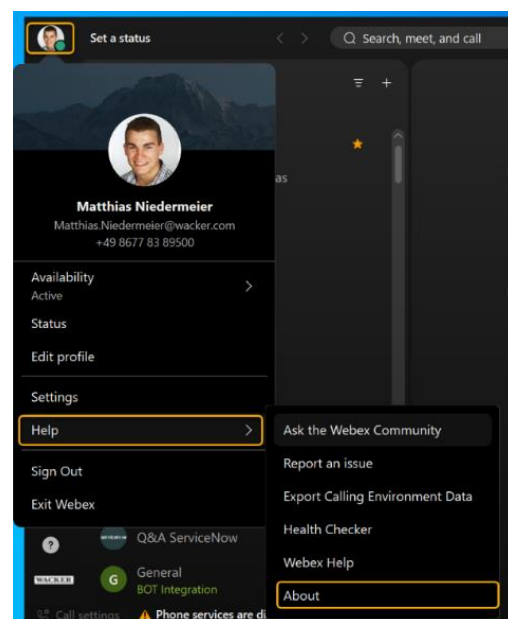 Set a status
Search, meet, and call
as
Matthias Niedermeier
Matthias.Niedermeier@wacker.com
+49 8677 83 89500
Availability
Active
Status
Edit profile
Settings
Help
Sign Out
Exit Webex
Ask the Webex Community
Report an issue
Export Calling Environment Data
Health Checker
Webex Help
About
Q&A ServiceNow
WACKER
G
General
BOT Integration
Call settings
Phone services are di